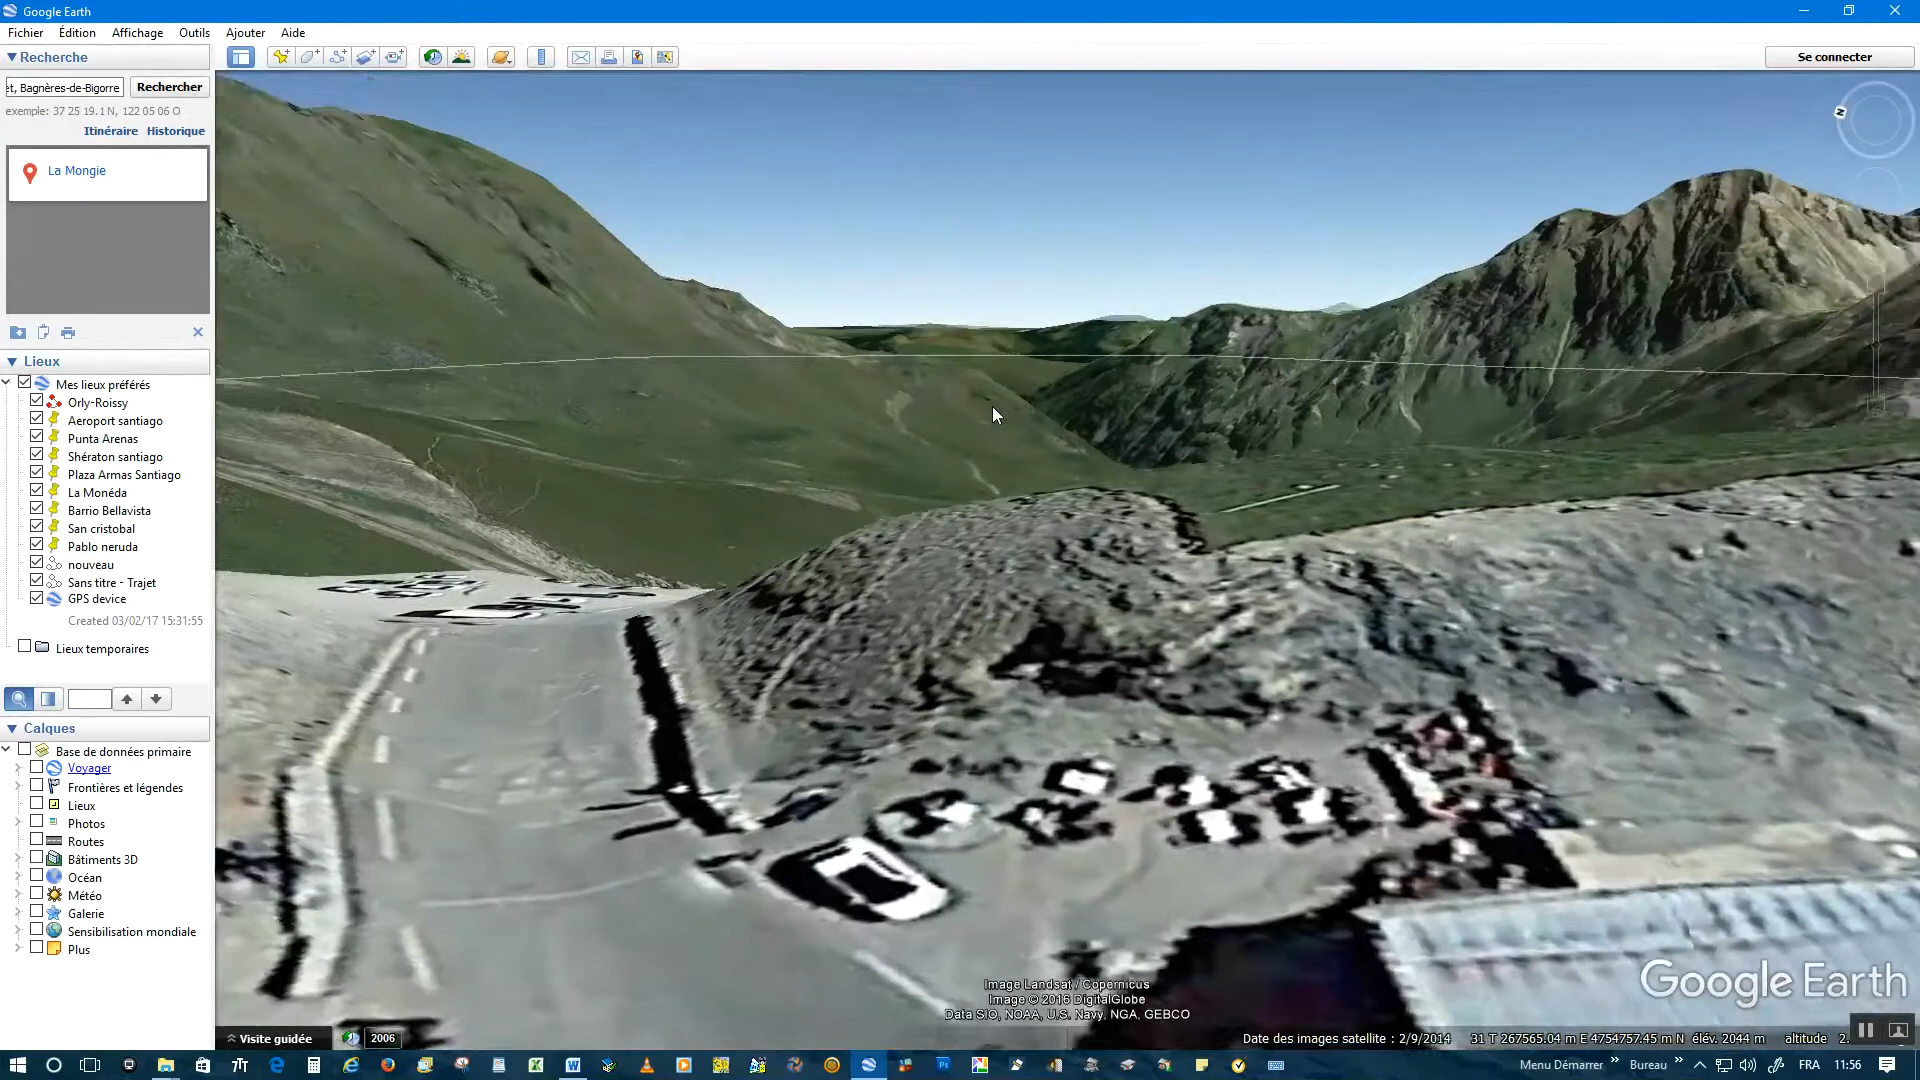 Google Earth
Fichier Édition Affichage Outils Ajouter Aide
Recherche
Se connecter
et, Bagnères-de-Bigorre Rechercher
exemple: 37 25 19.1 N, 122 05 06 O
Itinéraire Historique
La Mongie
N
Lieux
Mes lieux préférés
Orly-Roissy
Aeroport santiago
Punta Arenas
Shératon santiago
Plaza Armas Santiago
La Monéda
Barrio Bellavista
San cristobal
Pablo neruda
nouveau
Sans titre - Trajet
GPS device
Created 03/02/17 15:31:55
Lieux temporaires
Calques
Base de données primaire
Voyager
Frontières et légendes
Lieux
Photos
Routes
Bâtiments 3D
Océan
Météo
Galerie
Sensibilisation mondiale
Plus
Image Landsat / Copernicus
Image © 2016 DigitalGlobe
Data SIO, NOAA, U.S. Navy, NGA, GEBCO
Google Earth
Visite guidée 2006
Date des images satellite : 2/9/2014 31 T 267565.04 m E 4754757.45 m N élév. 2044 m altitude 2.
Menu Démarrer Bureau FRA 11:56